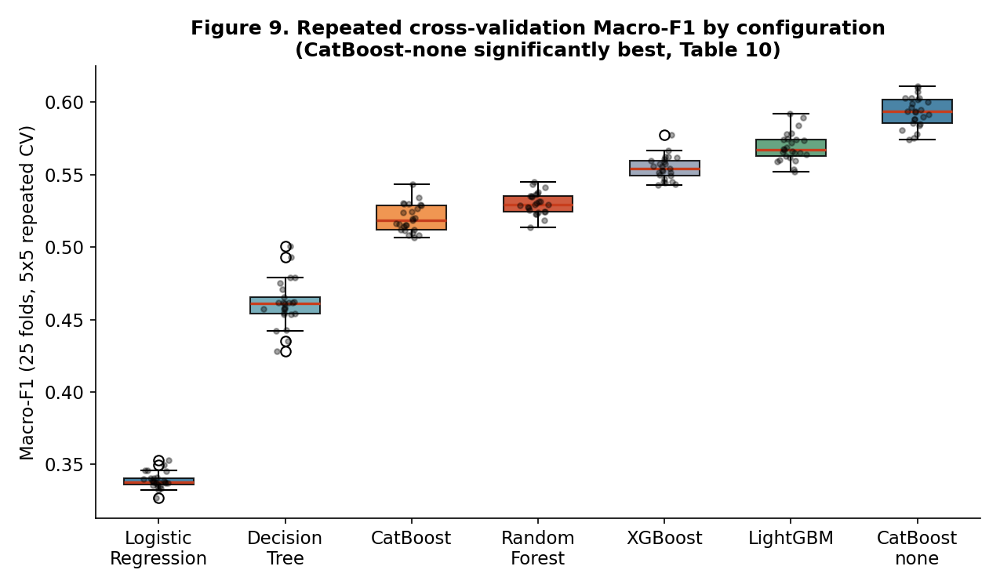 Figure 9. Repeated cross-validation Macro-F1 by configuration
(CatBoost-none significantly best, Table 10)
Macro-F1 (25 folds, 5x5 repeated CV)
0.60
0.55
0.50
0.45
0.40
0.35
Logistic
Regression
Decision
Tree
CatBoost
Random
Forest
XGBoost
LightGBM
CatBoost
none